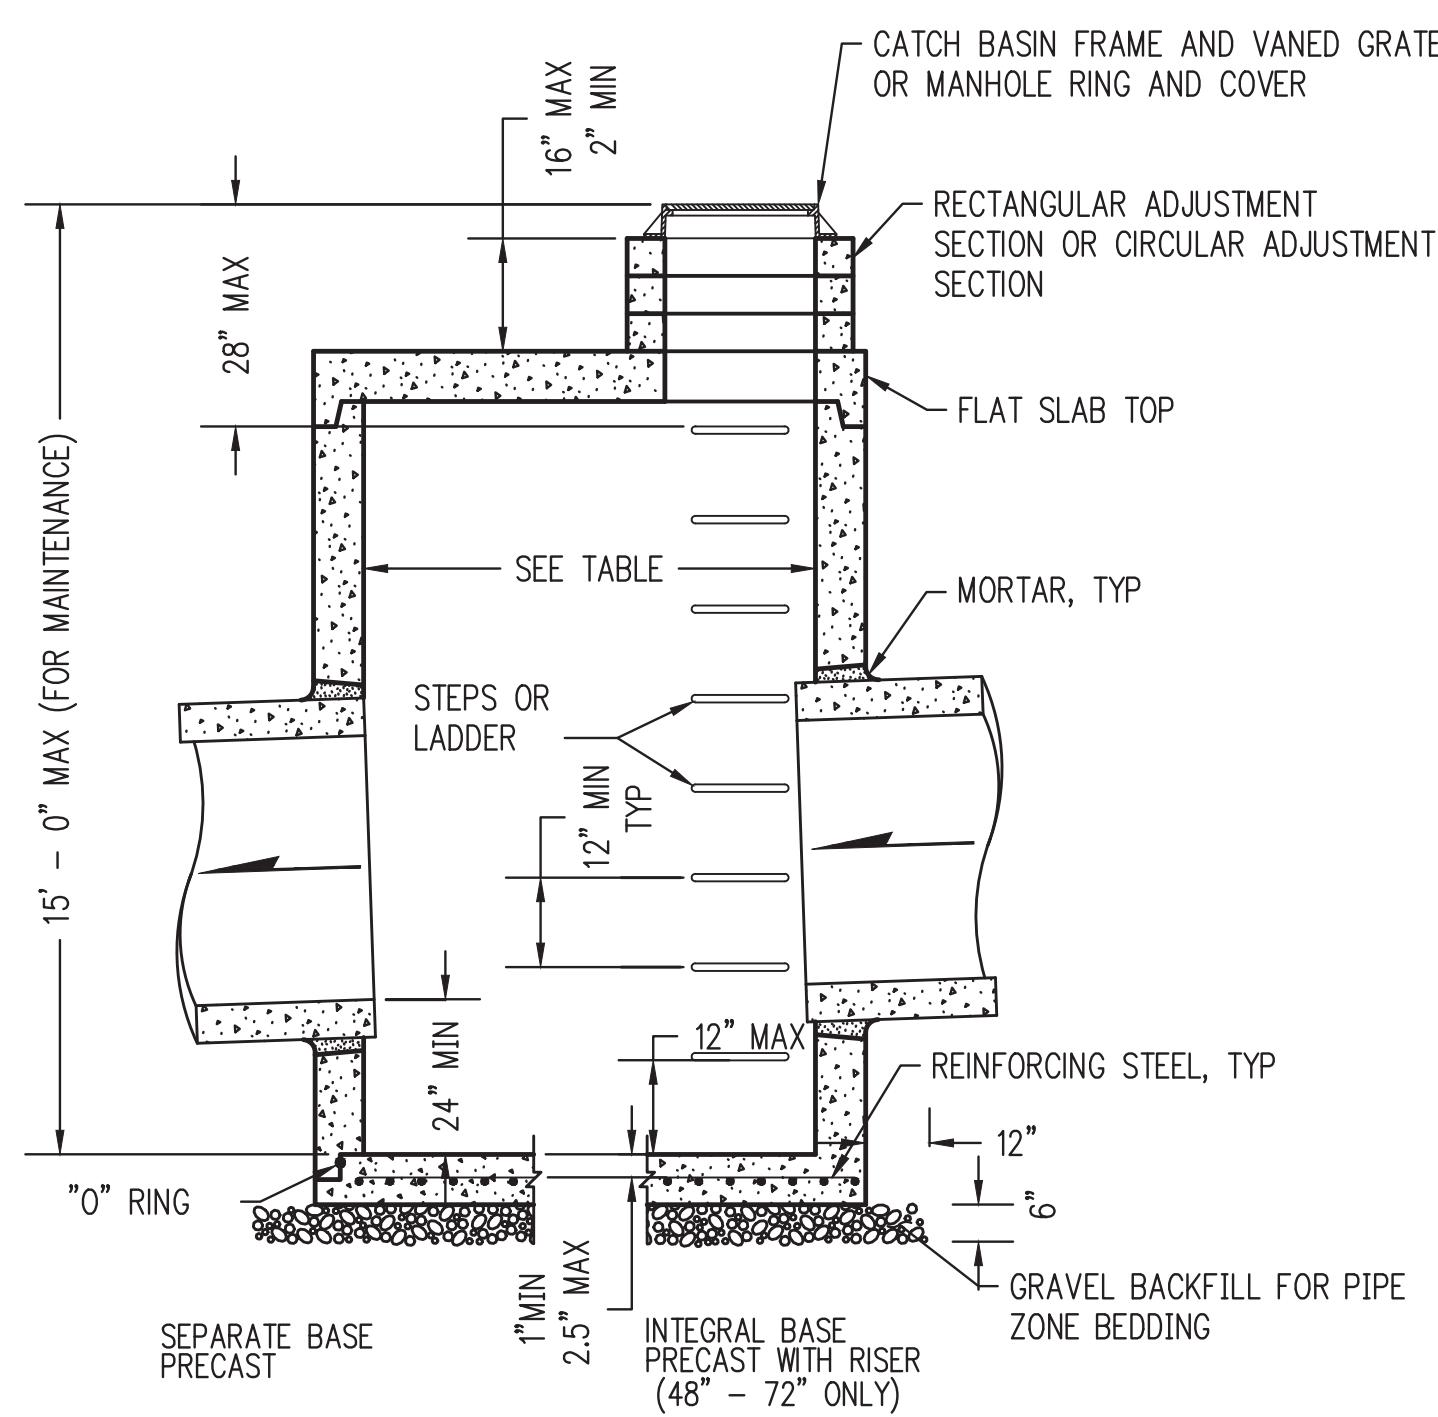 CATCH BASIN FRAME AND VANED GRATE
OR MANHOLE RING AND COVER
16" MAX
2" MIN
RECTANGULAR ADJUSTMENT
SECTION OR CIRCULAR ADJUSTMENT
SECTION
28" MAX
FLAT SLAB TOP
15' - 0" MAX (FOR MAINTENANCE)
SEE TABLE
MORTAR, TYP
STEPS OR
LADDER
12" MIN
TYP
24" MIN
12" MAX
REINFORCING STEEL, TYP
12"
"O" RING
6"
1"MIN
2.5" MAX
GRAVEL BACKFILL FOR PIPE
ZONE BEDDING
SEPARATE BASE
PRECAST
INTEGRAL BASE
PRECAST WITH RISER
(48" - 72" ONLY)